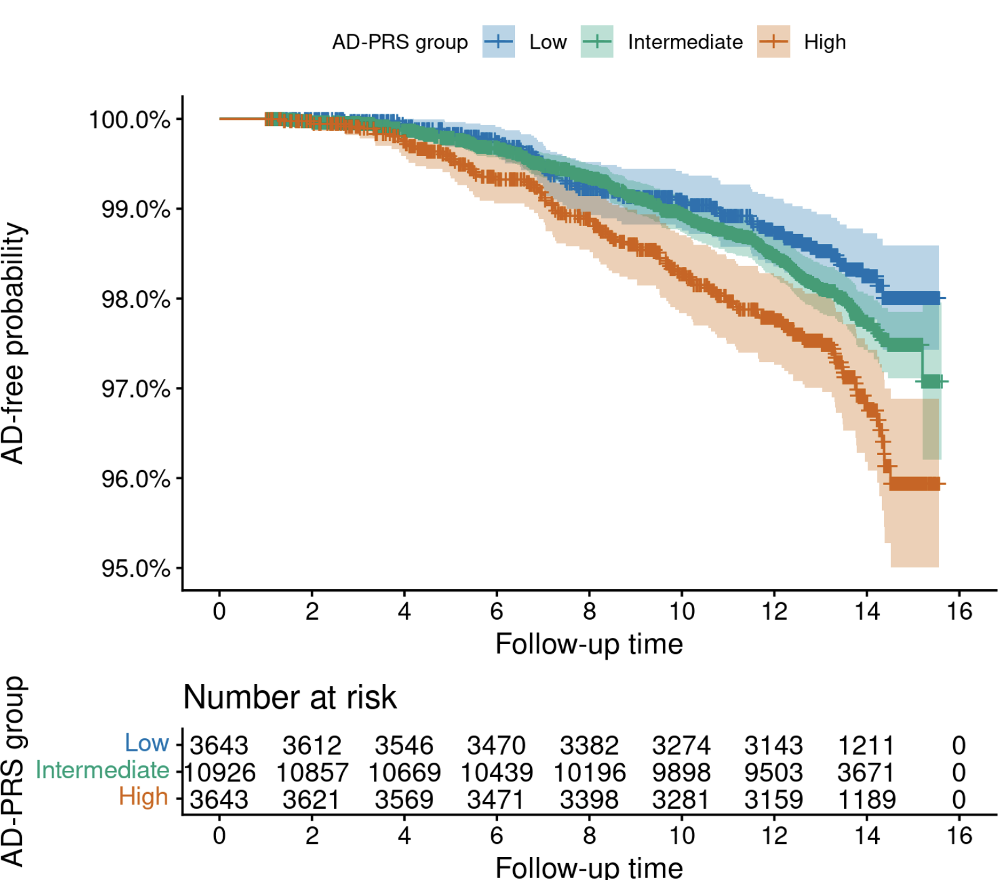 AD-PRS group Low Intermediate High
AD-free probability
100.0%
99.0%
98.0%
97.0%
96.0%
95.0%
0 2 4 6 8 10 12 14 16
Follow-up time
Number at risk
AD-PRS group
Low 3643 3612 3546 3470 3382 3274 3143 1211 0
Intermediate 10926 10857 10669 10439 10196 9898 9503 3671 0
High 3643 3621 3569 3471 3398 3281 3159 1189 0
0 2 4 6 8 10 12 14 16
Follow-up time